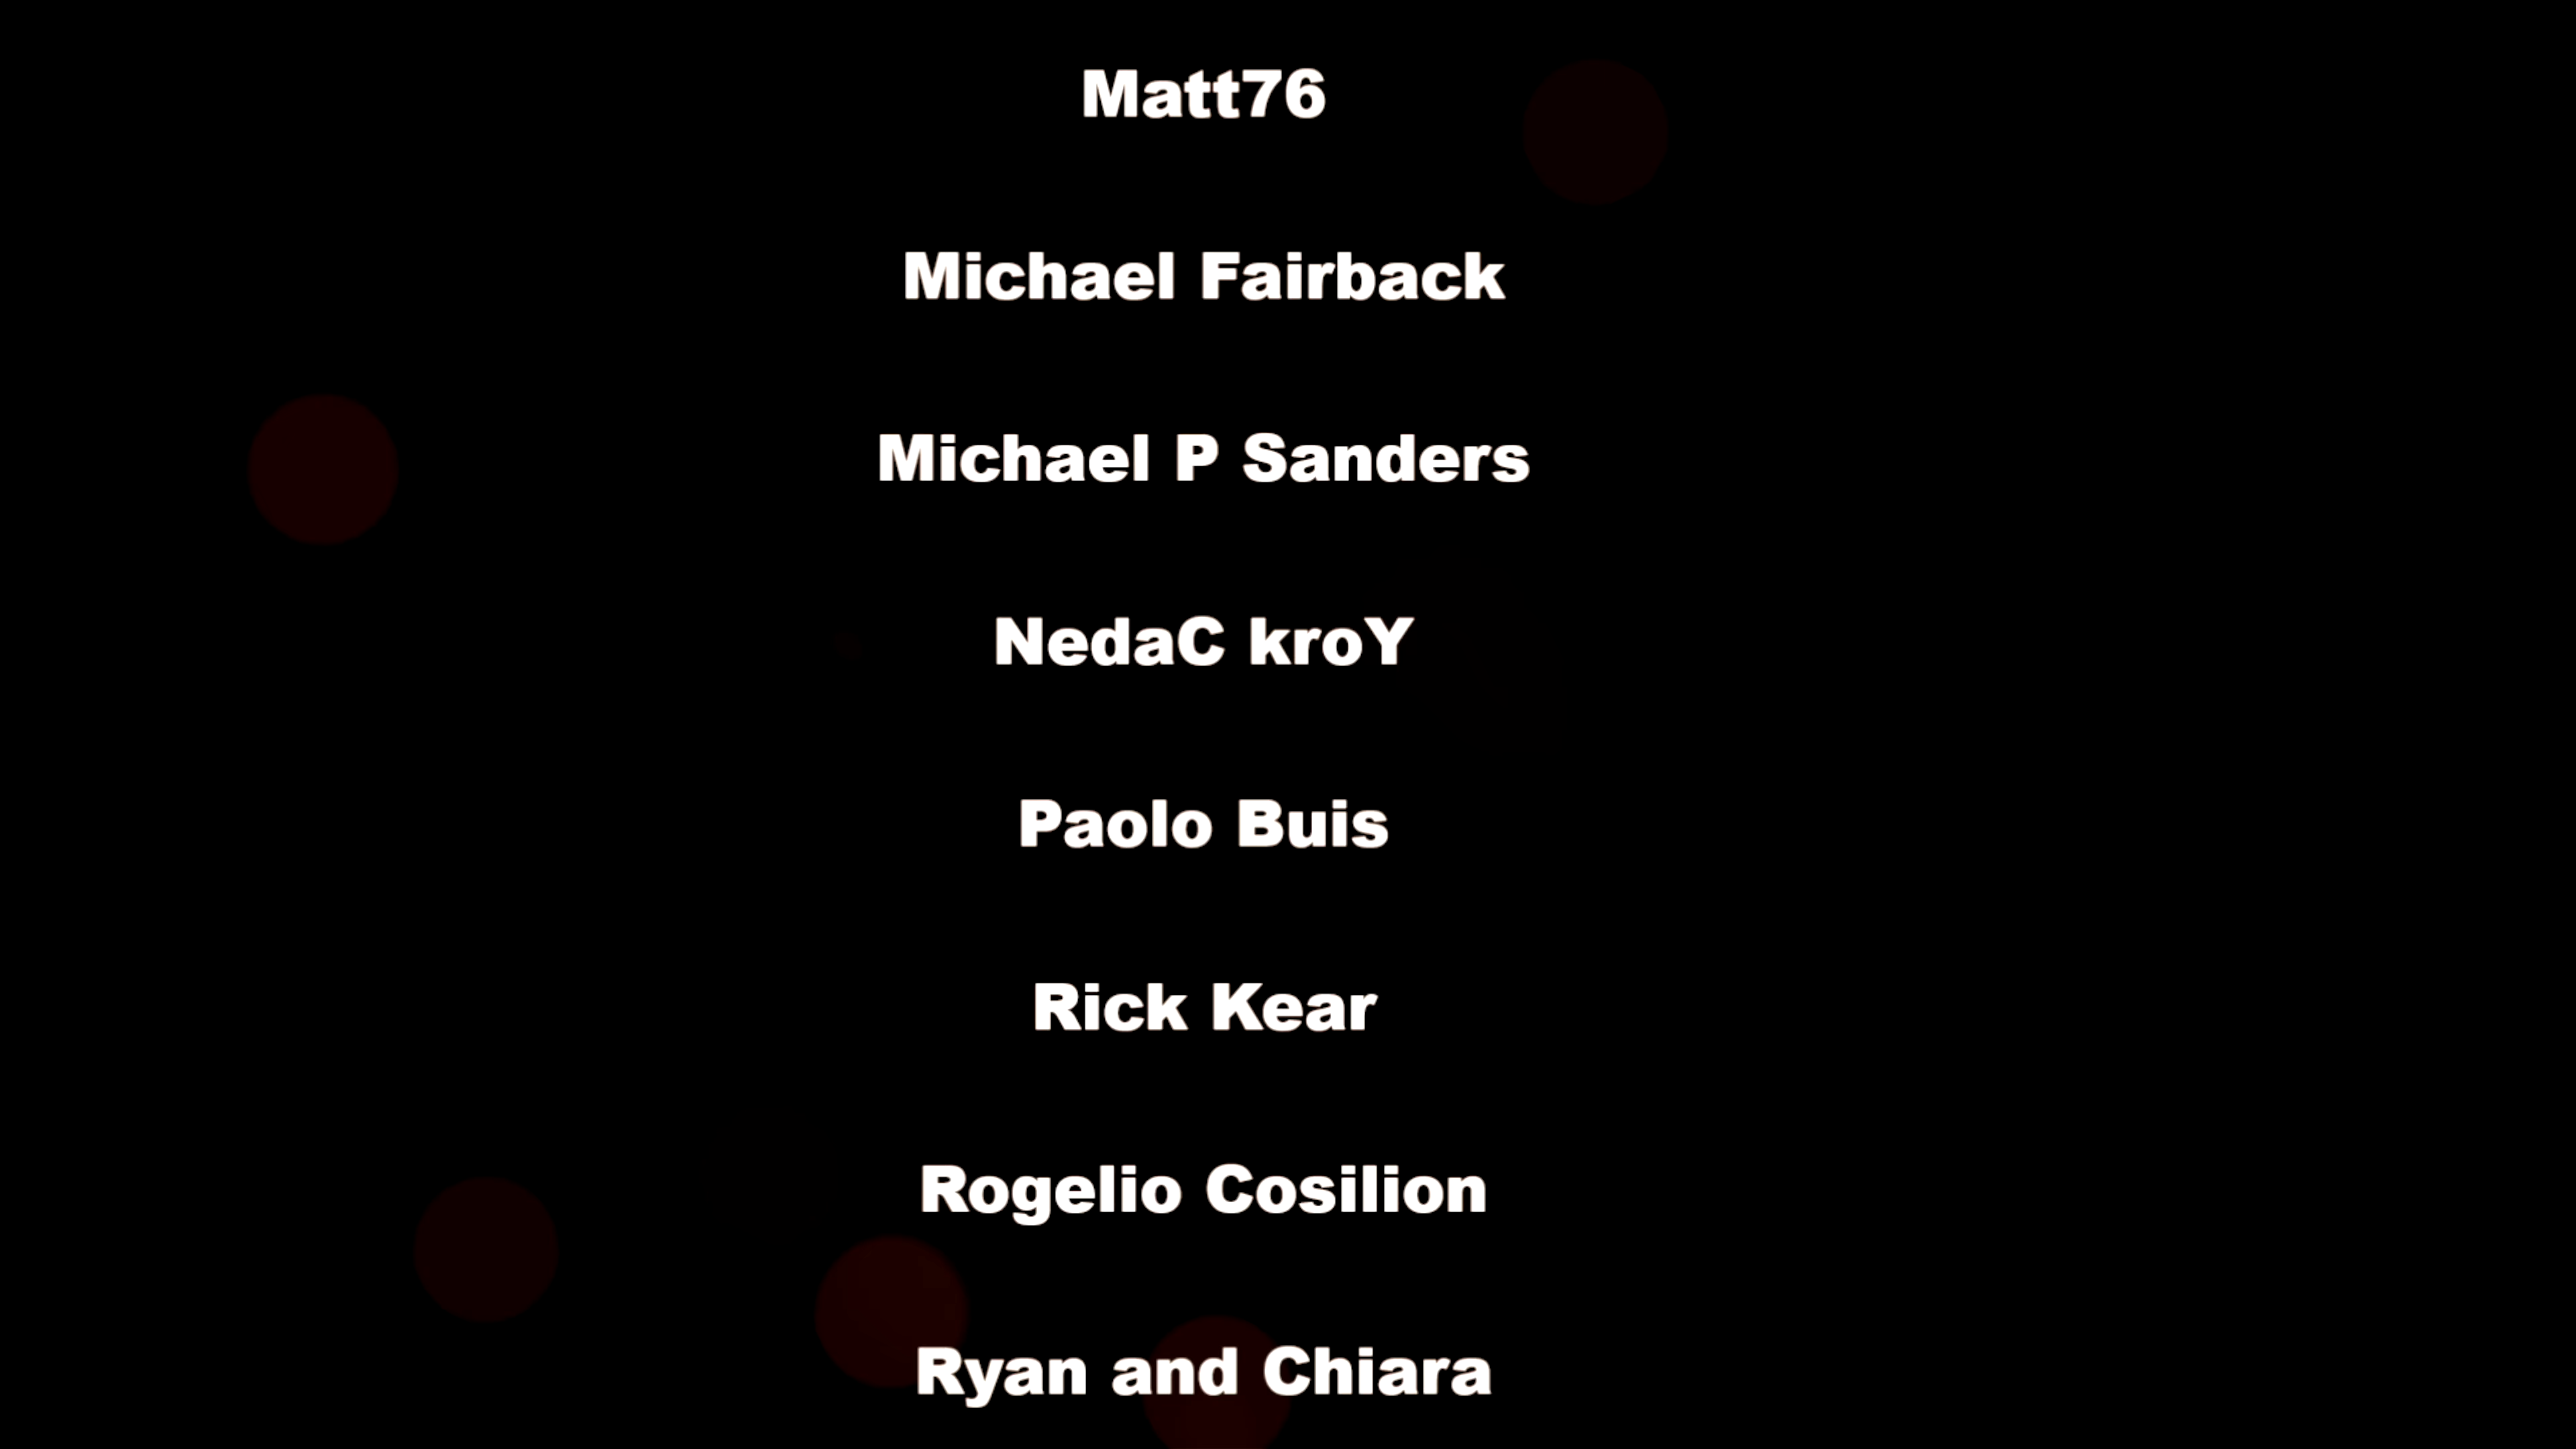 Matt76
Michael Fairback
Michael P Sanders
NedaC kroY
Paolo Buis
Rick Kear
Rogelio Cosilion
Ryan and Chiara